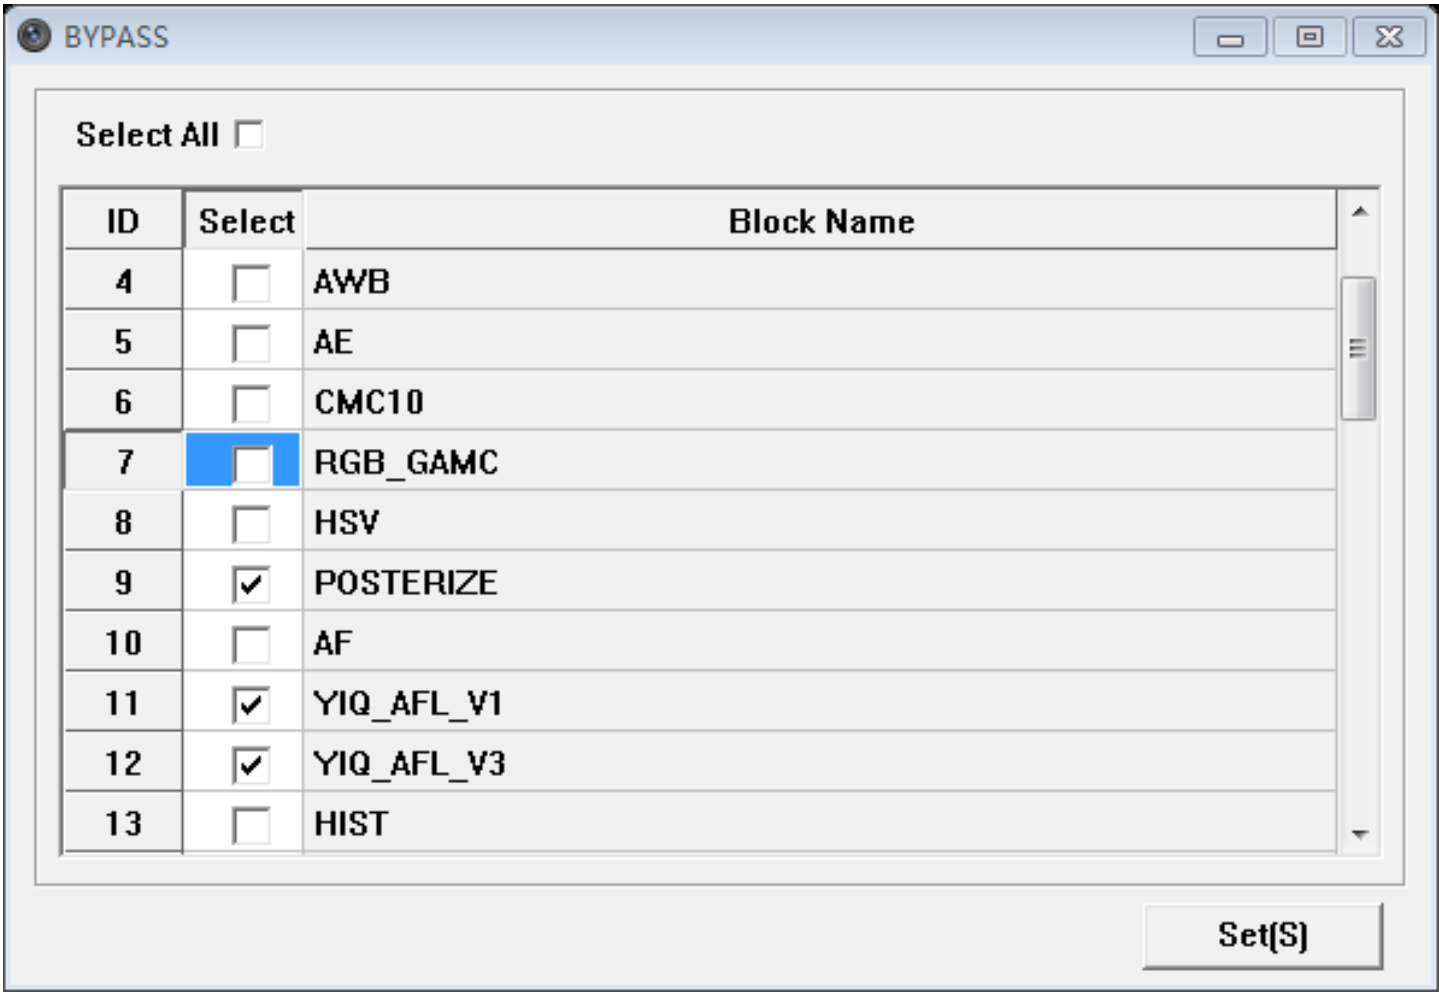 BYPASS
Select All
ID Select Block Name
4 AWB
5 AE
6 CMC10
7 RGB_GAMC
8 HSV
9 POSTERIZE
10 AF
11 YIQ_AFL_V1
12 YIQ_AFL_V3
13 HIST
Set(S)